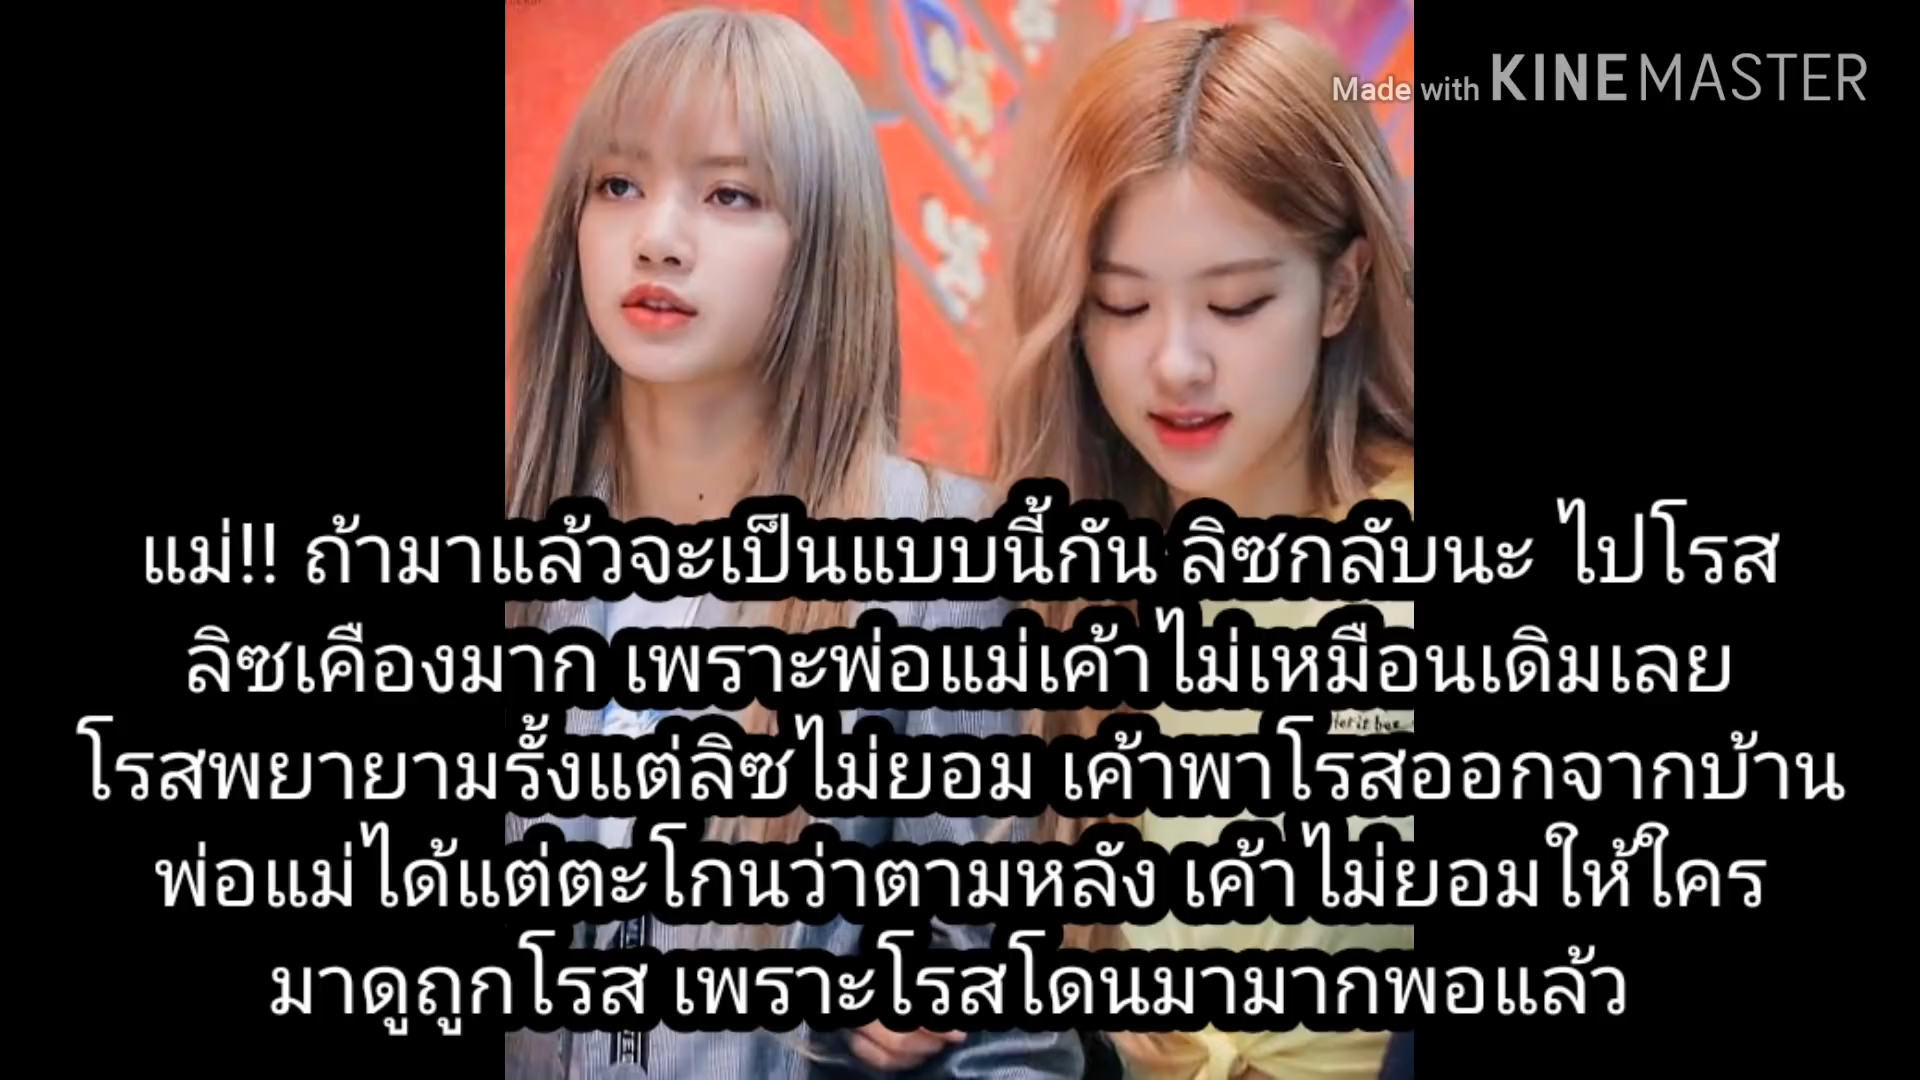 Made with KINEMASTER
แม่!! ถ้ามาแล้วจะเป็นแบบนี้กัน ลิซกลับนะ ไปโรส
ลิซเคืองมาก เพราะพ่อแม่เค้าไม่เหมือนเดิมเลย
โรสพยายามรั้งแต่ลิซไม่ยอม เค้าพาโรสออกจากบ้าน
พ่อแม่ได้แต่ตะโกนว่าตามหลัง เค้าไม่ยอมให้ใคร
มาดูถูกโรส เพราะโรสโดนมามากพอแล้ว